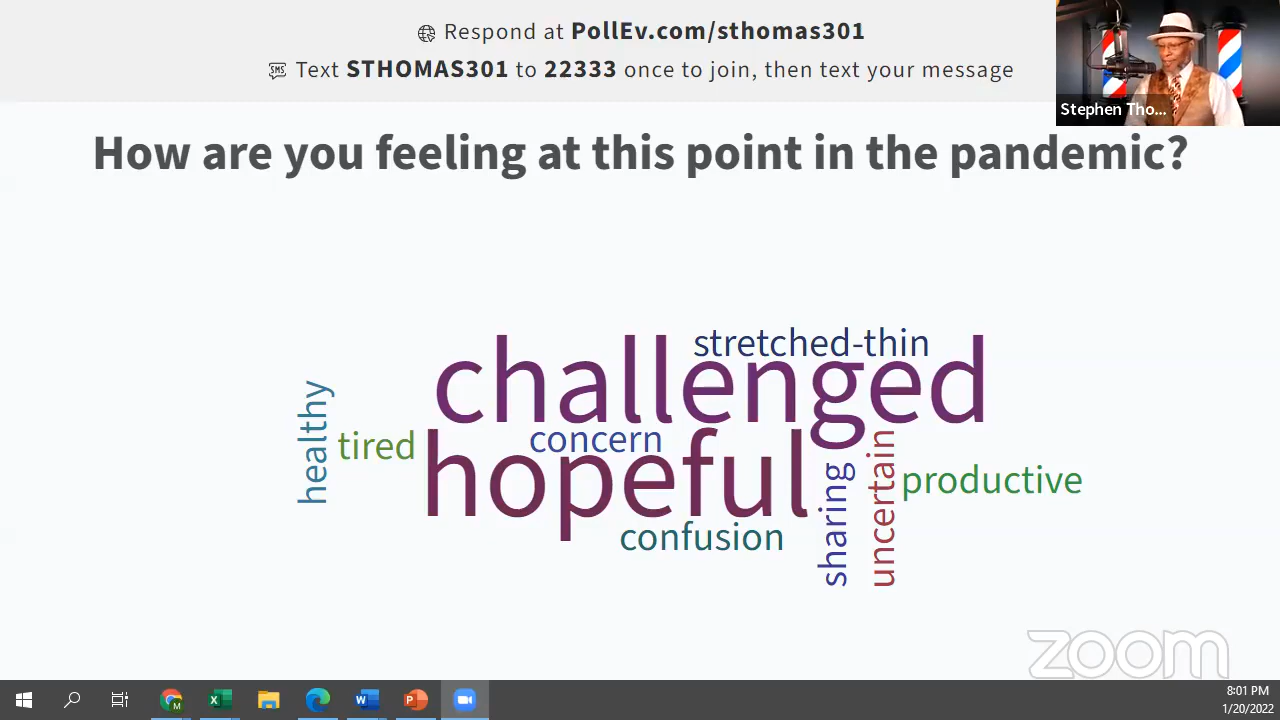 Respond at PollEv.com/sthomas301
Text STHOMAS301 to 22333 once to join, then text your message
Stephen Tho...
How are you feeling at this point in the pandemic?
stretched-thin
challenged
healthy
tired
concern
hopeful
sharing
uncertain
productive
confusion
zoom
8:01 PM
1/20/2022